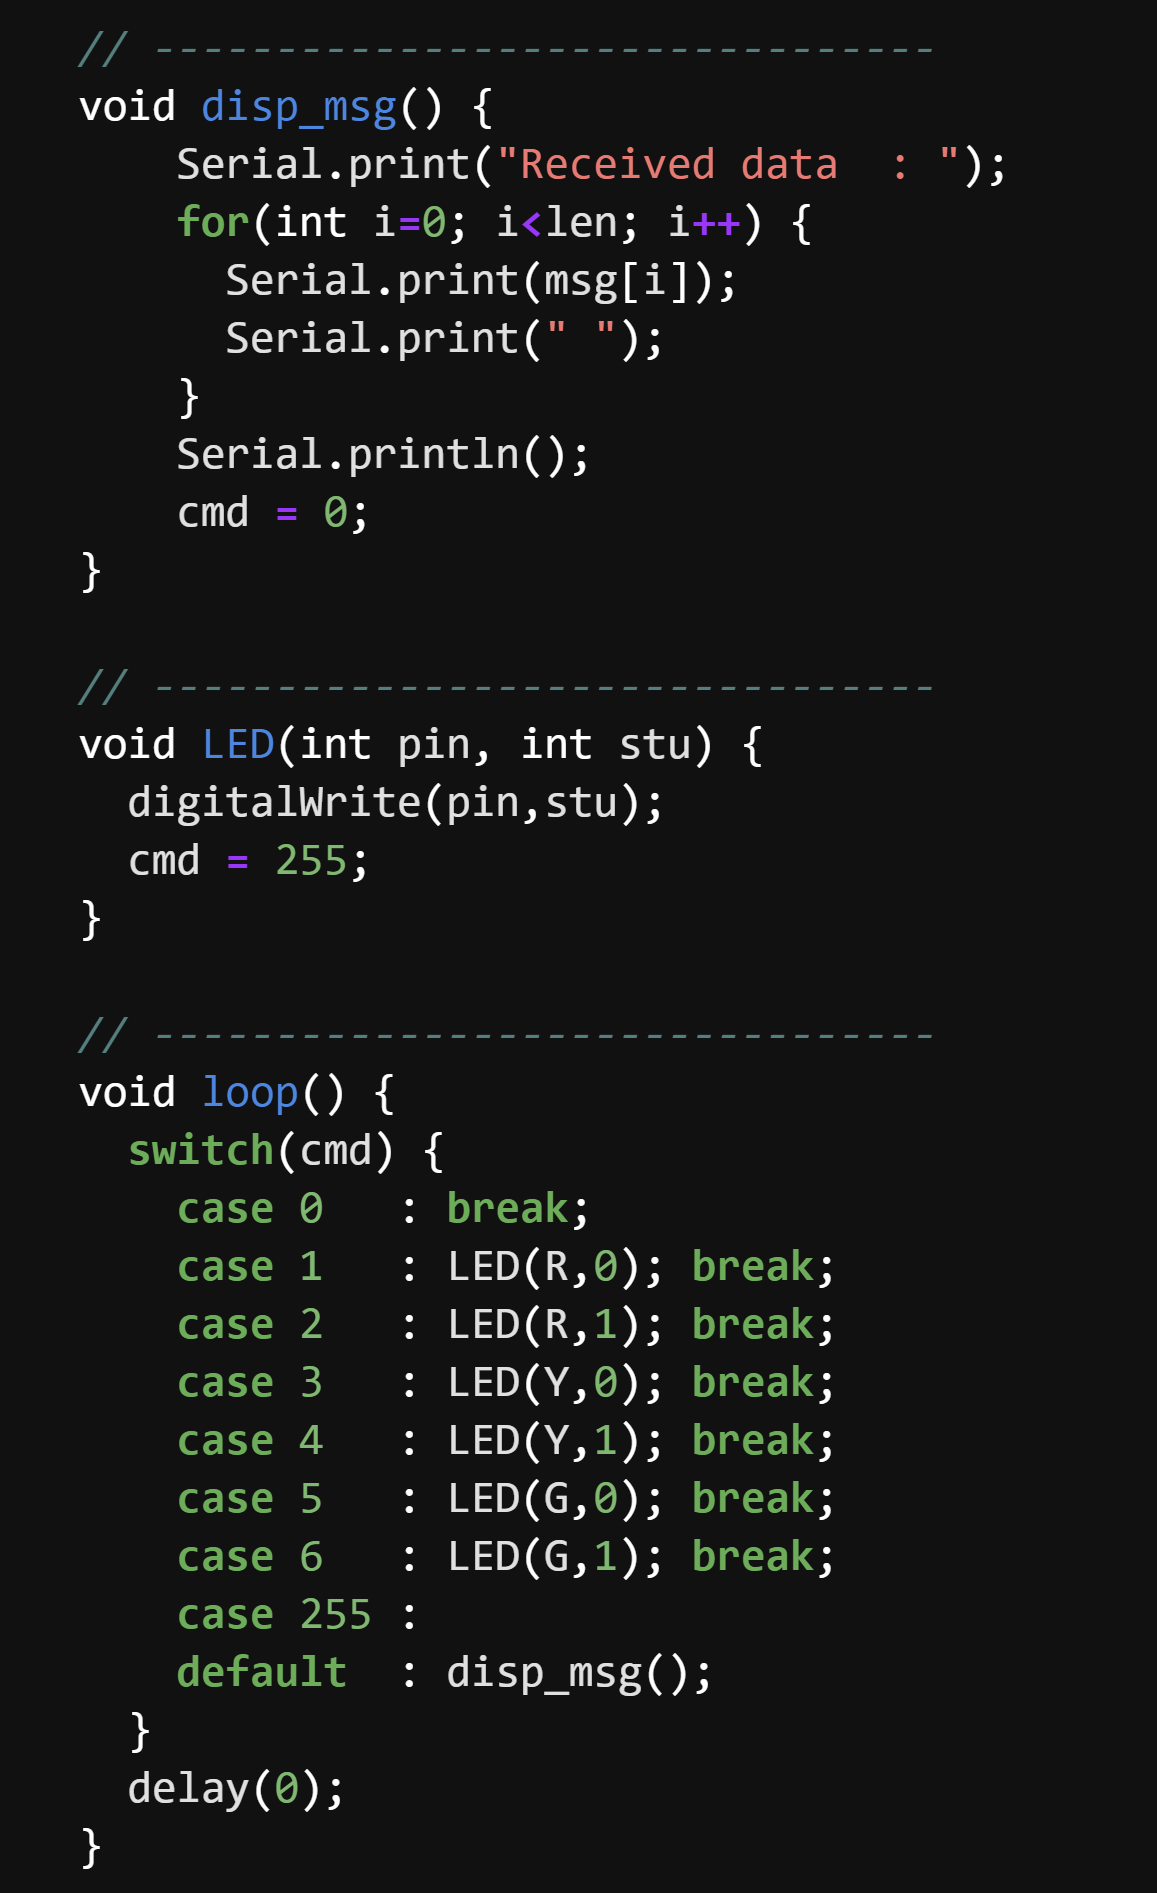 // --------------------------------
void disp_msg() {
    Serial.print("Received data  : ");
    for(int i=0; i<len; i++) {
      Serial.print(msg[i]);
      Serial.print(" ");
    }
    Serial.println();
    cmd = 0;
}
// --------------------------------
void LED(int pin, int stu) {
  digitalWrite(pin,stu);
  cmd = 255;
}
// --------------------------------
void loop() {
  switch(cmd) {
    case 0   : break;
    case 1   : LED(R,0); break;
    case 2   : LED(R,1); break;
    case 3   : LED(Y,0); break;
    case 4   : LED(Y,1); break;
    case 5   : LED(G,0); break;
    case 6   : LED(G,1); break;
    case 255 :
    default  : disp_msg();
  }
  delay(0);
}